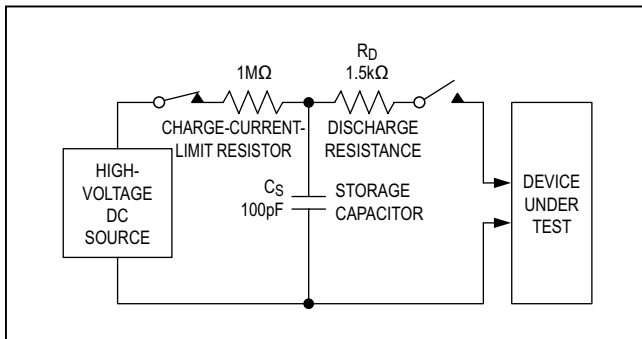 1MΩ
R_D
1.5kΩ
CHARGE-CURRENT-
LIMIT RESISTOR
DISCHARGE
RESISTANCE
HIGH-
VOLTAGE
DC
SOURCE
C_S
100pF
STORAGE
CAPACITOR
DEVICE
UNDER
TEST